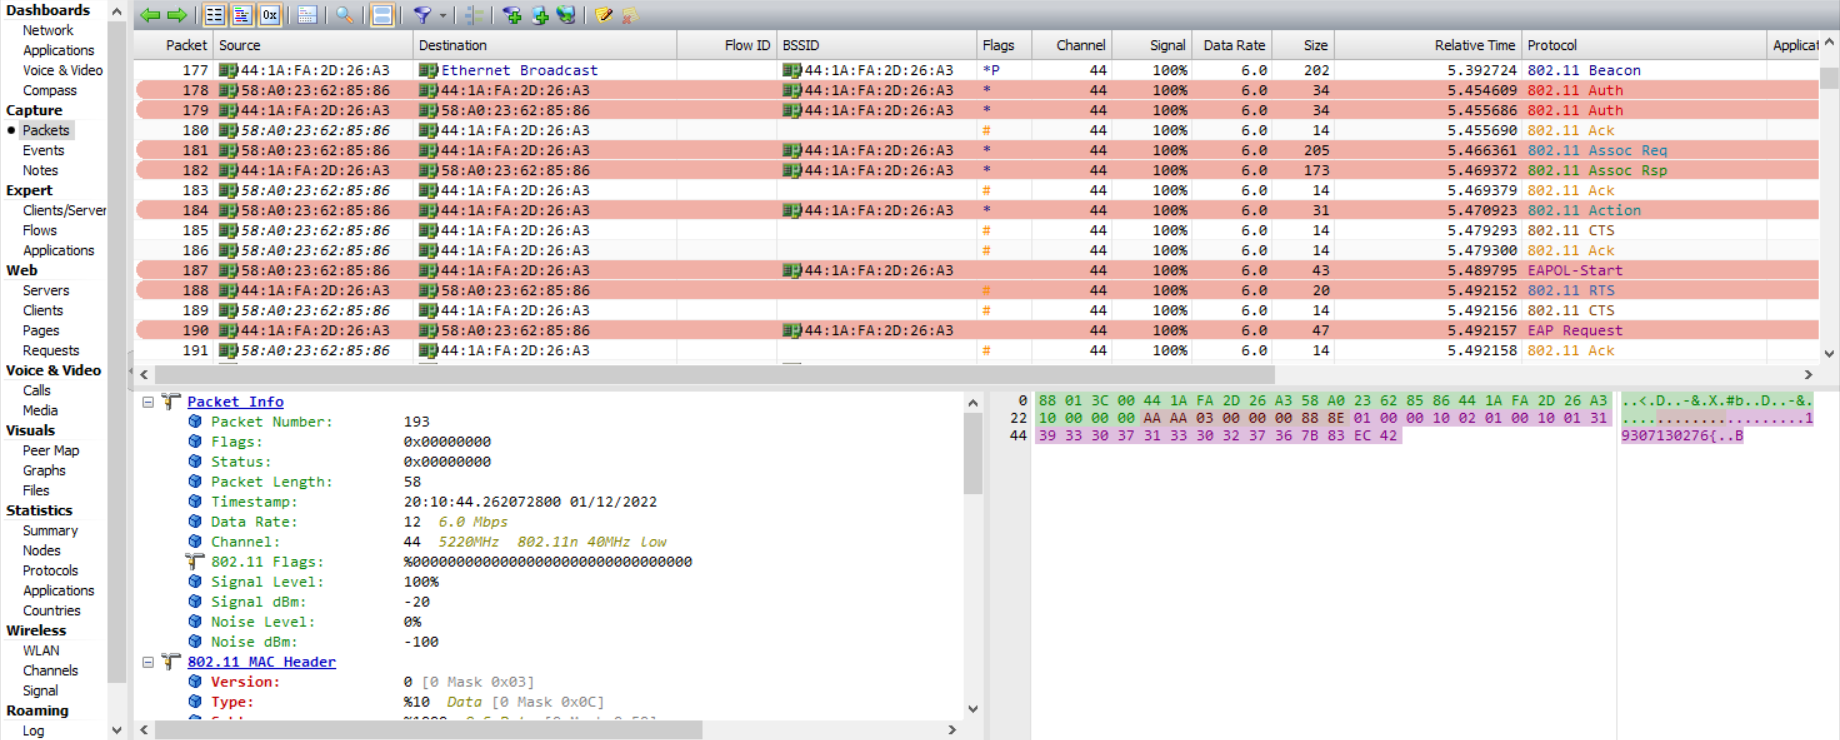 Dashboards
Network
Applications
Voice & Video
Compass
Capture
Packets
Events
Notes
Expert
Clients/Server
Flows
Applications
Web
Servers
Clients
Pages
Requests
Voice & Video
Calls
Media
Visuals
Peer Map
Graphs
Files
Statistics
Summary
Nodes
Protocols
Applications
Countries
Wireless
WLAN
Channels
Signal
Roaming
Log
0x
Packet Source Destination Flow ID BSSID Flags Channel Signal Data Rate Size Relative Time Protocol Applicat
177 44:1A:FA:2D:26:A3 Ethernet Broadcast 44:1A:FA:2D:26:A3 *P 44 100% 6.0 202 5.392724 802.11 Beacon
178 58:A0:23:62:85:86 44:1A:FA:2D:26:A3 44:1A:FA:2D:26:A3 * 44 100% 6.0 34 5.454609 802.11 Auth
179 44:1A:FA:2D:26:A3 58:A0:23:62:85:86 44:1A:FA:2D:26:A3 * 44 100% 6.0 34 5.455686 802.11 Auth
180 58:A0:23:62:85:86 44:1A:FA:2D:26:A3 # 44 100% 6.0 14 5.455690 802.11 Ack
181 58:A0:23:62:85:86 44:1A:FA:2D:26:A3 44:1A:FA:2D:26:A3 * 44 100% 6.0 205 5.466361 802.11 Assoc Req
182 44:1A:FA:2D:26:A3 58:A0:23:62:85:86 44:1A:FA:2D:26:A3 * 44 100% 6.0 173 5.469372 802.11 Assoc Rsp
183 58:A0:23:62:85:86 44:1A:FA:2D:26:A3 # 44 100% 6.0 14 5.469379 802.11 Ack
184 58:A0:23:62:85:86 44:1A:FA:2D:26:A3 44:1A:FA:2D:26:A3 * 44 100% 6.0 31 5.470923 802.11 Action
185 58:A0:23:62:85:86 44:1A:FA:2D:26:A3 # 44 100% 6.0 14 5.479293 802.11 CTS
186 58:A0:23:62:85:86 44:1A:FA:2D:26:A3 # 44 100% 6.0 14 5.479300 802.11 Ack
187 58:A0:23:62:85:86 44:1A:FA:2D:26:A3 44:1A:FA:2D:26:A3 44 100% 6.0 43 5.489795 EAPOL-Start
188 44:1A:FA:2D:26:A3 58:A0:23:62:85:86 # 44 100% 6.0 20 5.492152 802.11 RTS
189 58:A0:23:62:85:86 44:1A:FA:2D:26:A3 # 44 100% 6.0 14 5.492156 802.11 CTS
190 44:1A:FA:2D:26:A3 58:A0:23:62:85:86 44:1A:FA:2D:26:A3 44 100% 6.0 47 5.492157 EAP Request
191 58:A0:23:62:85:86 44:1A:FA:2D:26:A3 # 44 100% 6.0 14 5.492158 802.11 Ack
Packet Info
Packet Number: 193
Flags: 0x00000000
Status: 0x00000000
Packet Length: 58
Timestamp: 20:10:44.262072800 01/12/2022
Data Rate: 12 6.0 Mbps
Channel: 44 5220MHz 802.11n 40MHz low
802.11 Flags: %00000000000000000000000000000000
Signal Level: 100%
Signal dBm: -20
Noise Level: 0%
Noise dBm: -100
802.11 MAC Header
Version: 0 [0 Mask 0x03]
Type: %10 Data [0 Mask 0x0C]
0 88 01 3C 00 44 1A FA 2D 26 A3 58 A0 23 62 85 86 44 1A FA 2D 26 A3 ..<.D..-&.X.#b..D..-&.
22 10 00 00 00 AA AA 03 00 00 00 88 8E 01 00 00 10 02 01 00 10 01 31 .....................1
44 39 33 30 37 31 33 30 32 37 36 7B 83 EC 42 9307130276{..B